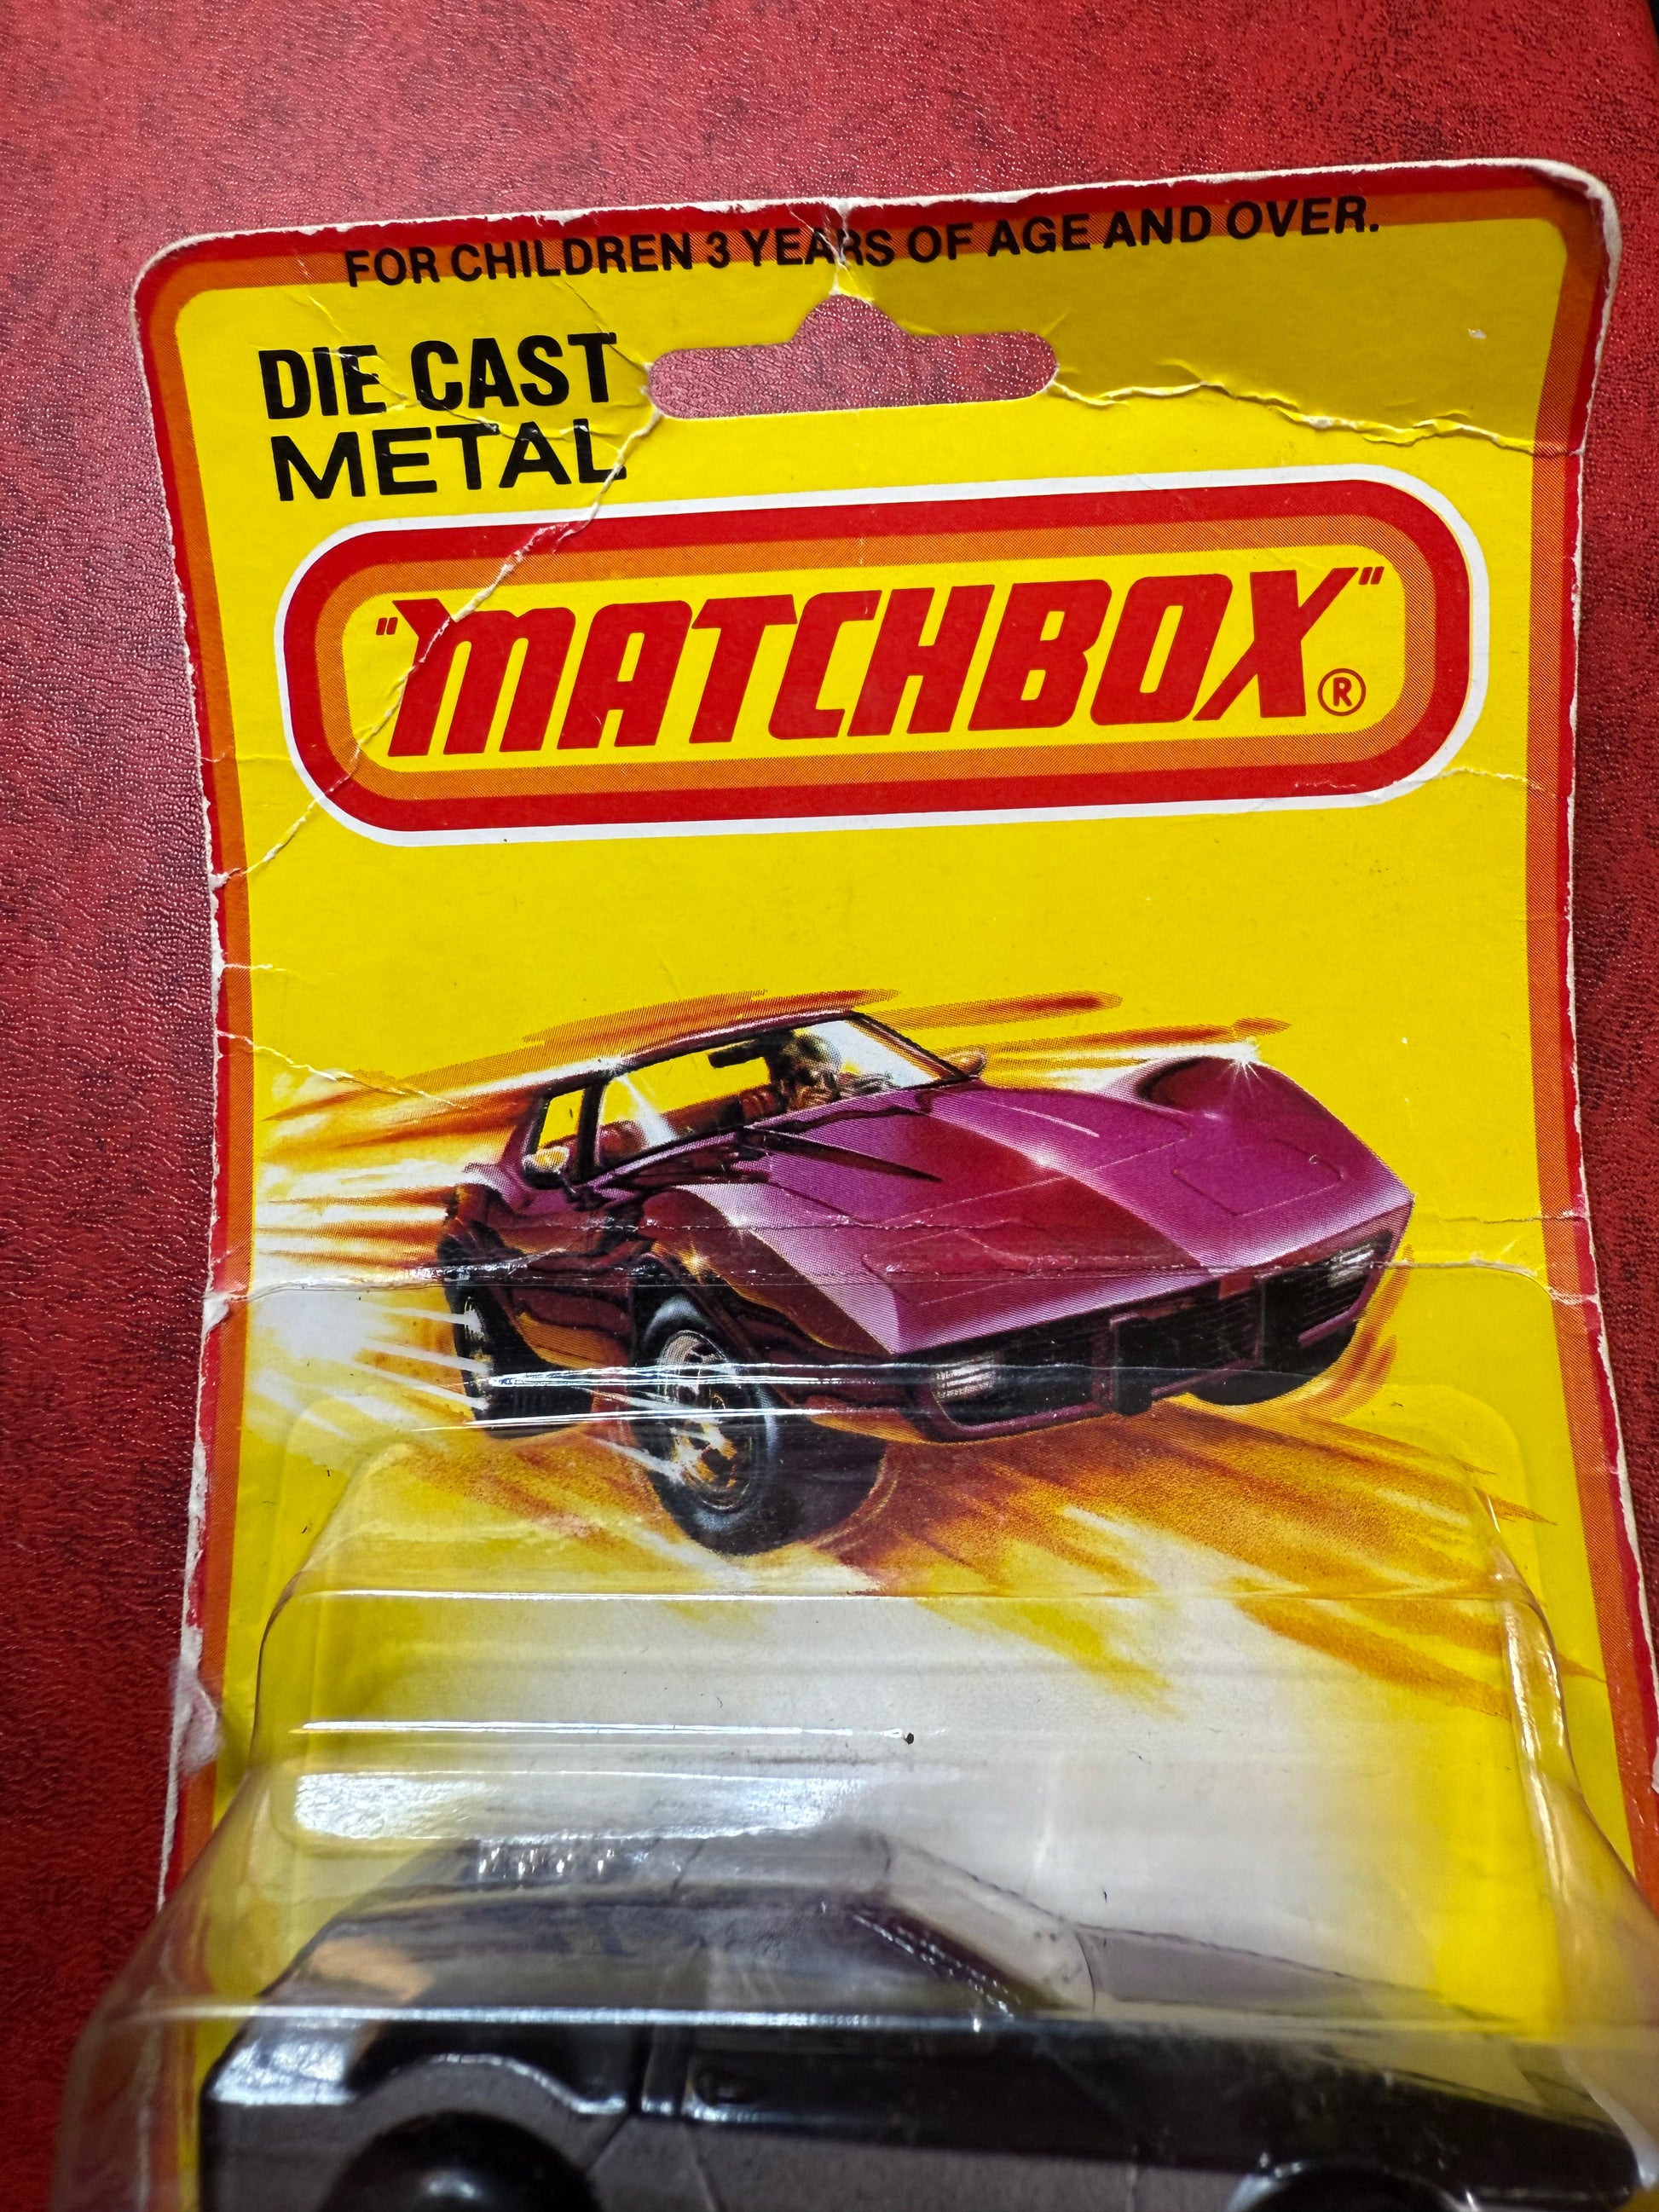 FOR CHILDREN 3 YEARS OF AGE AND OVER.
DIE CAST
METAL
"MATCHBOX"®